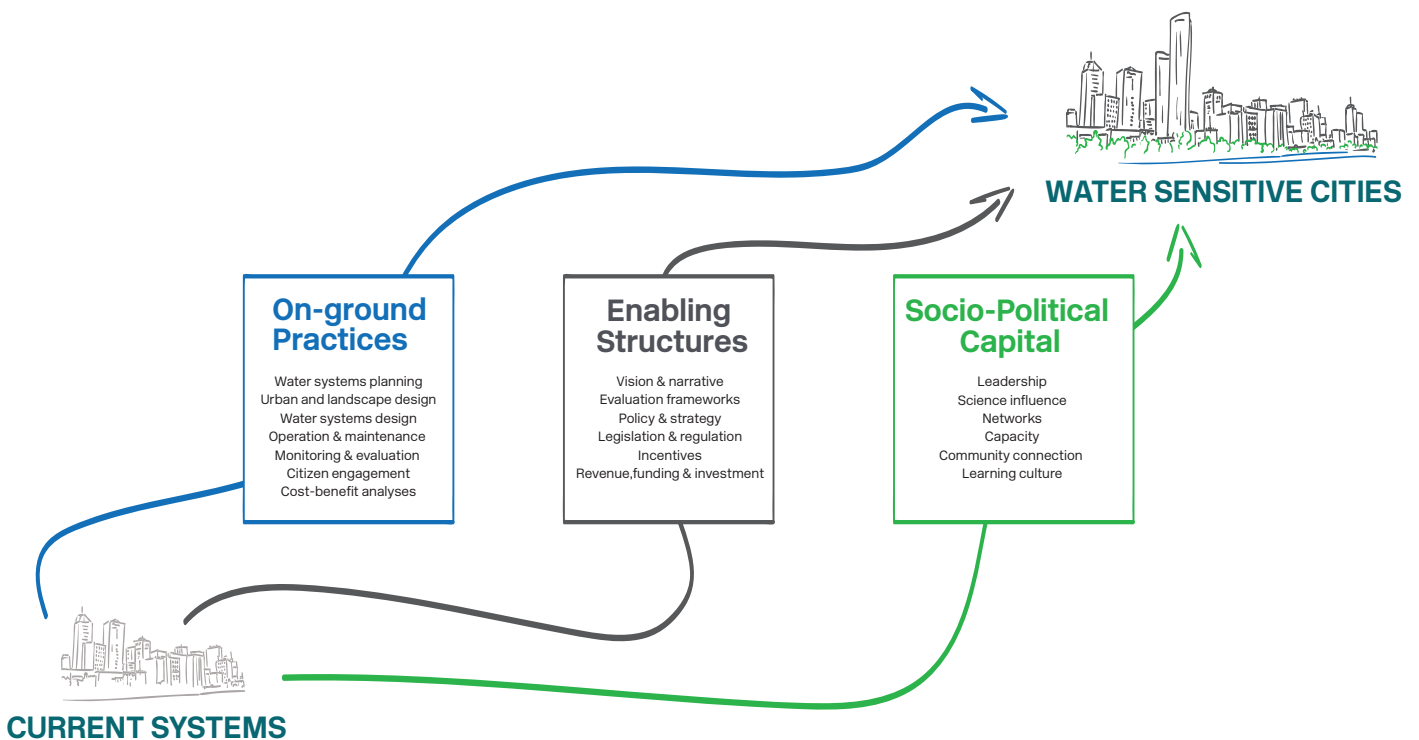 WATER SENSITIVE CITIES
On-ground
Practices
Water systems planning
Urban and landscape design
Water systems design
Operation & maintenance
Monitoring & evaluation
Citizen engagement
Cost-benefit analyses
Enabling
Structures
Vision & narrative
Evaluation frameworks
Policy & strategy
Legislation & regulation
Incentives
Revenue,funding & investment
Socio-Political
Capital
Leadership
Science influence
Networks
Capacity
Community connection
Learning culture
CURRENT SYSTEMS